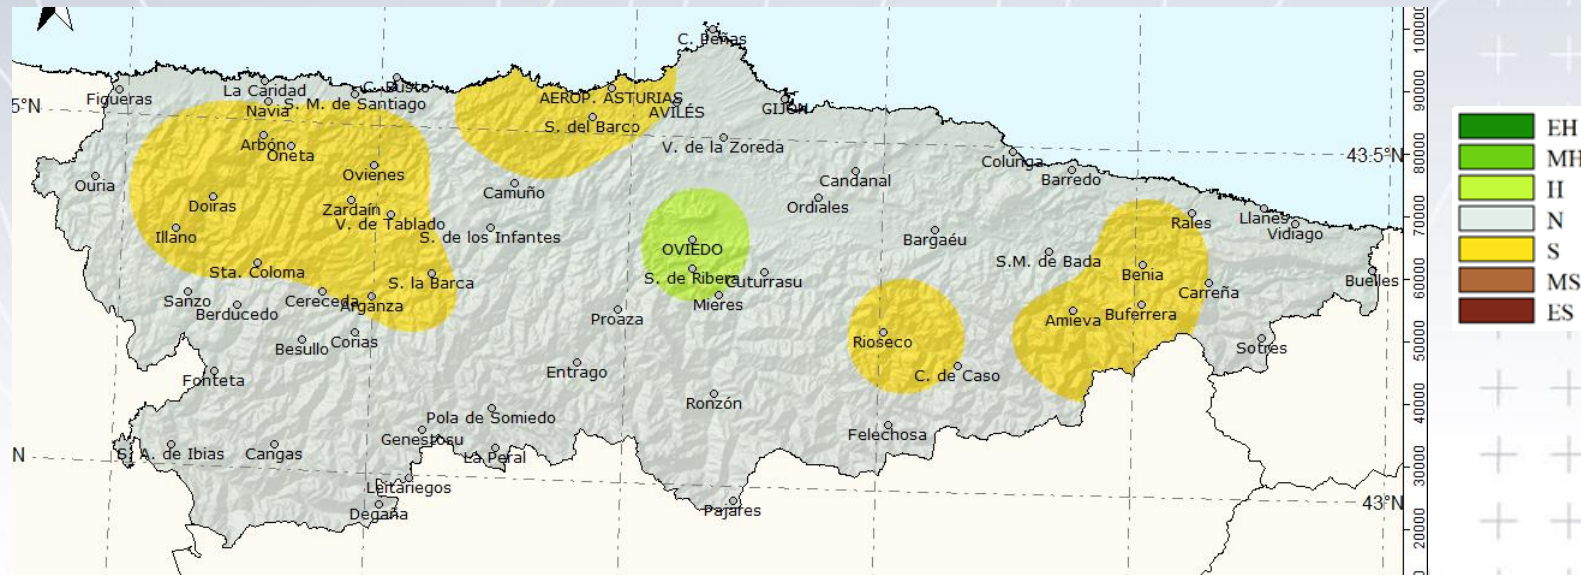 C. Peñas
C. Busto
La Caridad
Figueras
S. M. de Santiago
Navia
AEROP. ASTURIAS
AVILÉS
GIJÓN
5°N
S. del Barco
V. de la Zoreda
Arbón
Oneta
Colunga
43.5°N
Ovienes
Candanal
Barredo
Ouria
Camuño
Doiras
Zardaín
Ordiales
V. de Tablado
Rales
Llanes
Vidiago
Illano
S. de los Infantes
Bargaéu
OVIEDO
S.M. de Bada
Sta. Coloma
S. de Ribera
Cuturrasu
Benia
Buelles
S. la Barca
Carreña
Sanzo
Cereceda
Arganza
Berducedo
Mieres
Proaza
Amieva
Buferrera
Besullo
Corias
Rioseco
Sotres
Fonteta
Entrago
C. de Caso
Ronzón
Pola de Somiedo
Felechosa
Genestosu
S. A. de Ibias
Cangas
La Peral
N
Leitariegos
43°N
Degaña
Pajares
100000
90000
80000
70000
60000
50000
40000
30000
20000
EH
MH
H
N
S
MS
ES